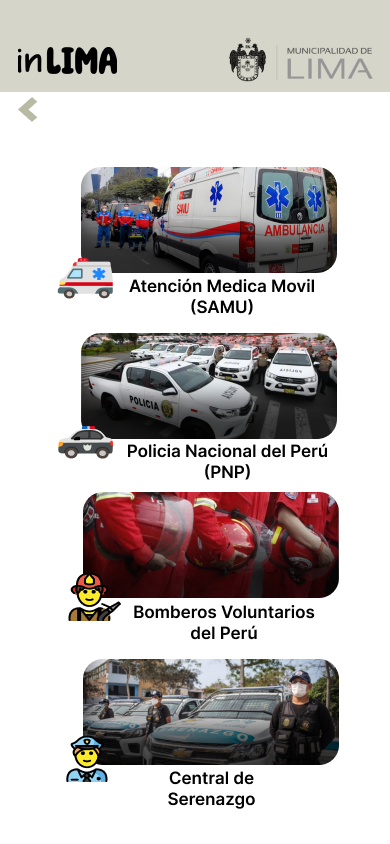 inLIMA
MUNICIPALIDAD DE
LIMA
SAMU
AMBULANCIA
Atención Medica Movil
(SAMU)
POLICIA
Policia Nacional del Perú
(PNP)
Bomberos Voluntarios
del Perú
Central de
Serenazgo